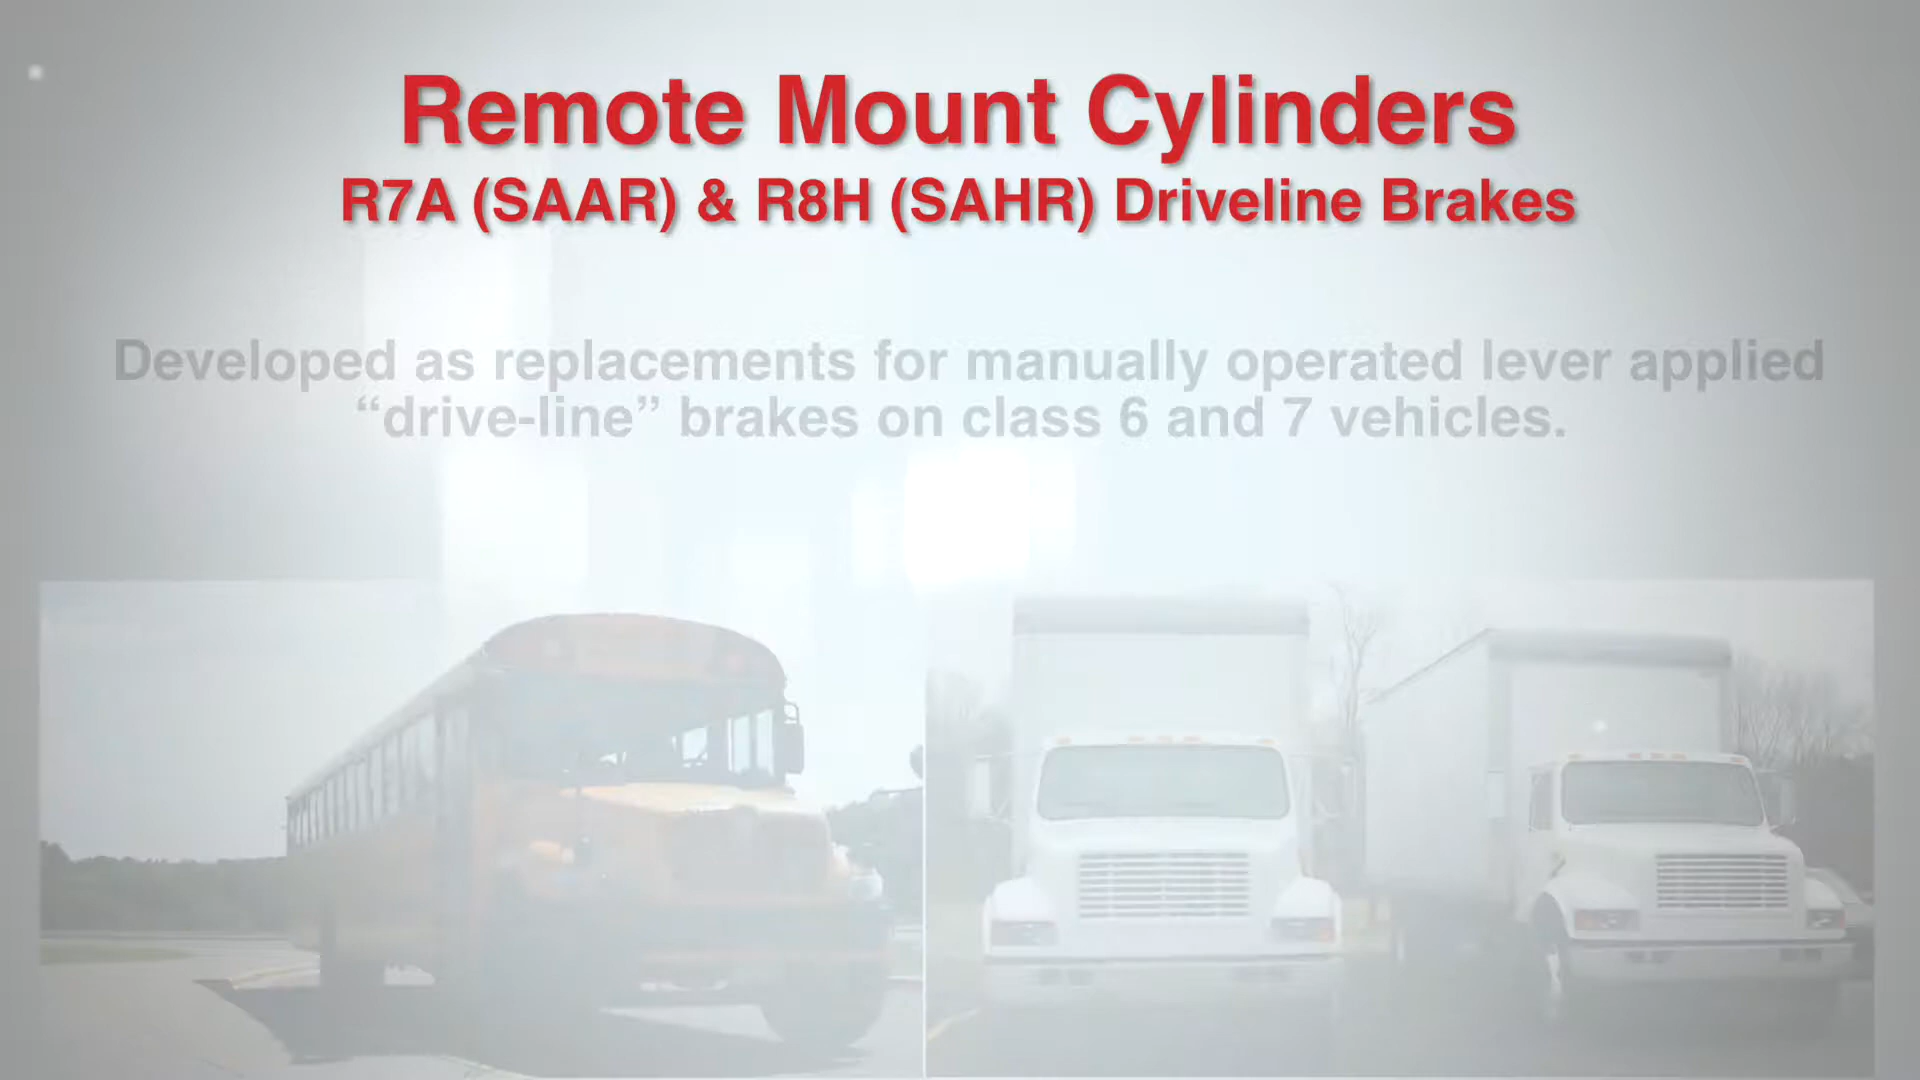 Remote Mount Cylinders
R7A (SAAR) & R8H (SAHR) Driveline Brakes
Developed as replacements for manually operated lever applied
“drive-line” brakes on class 6 and 7 vehicles.